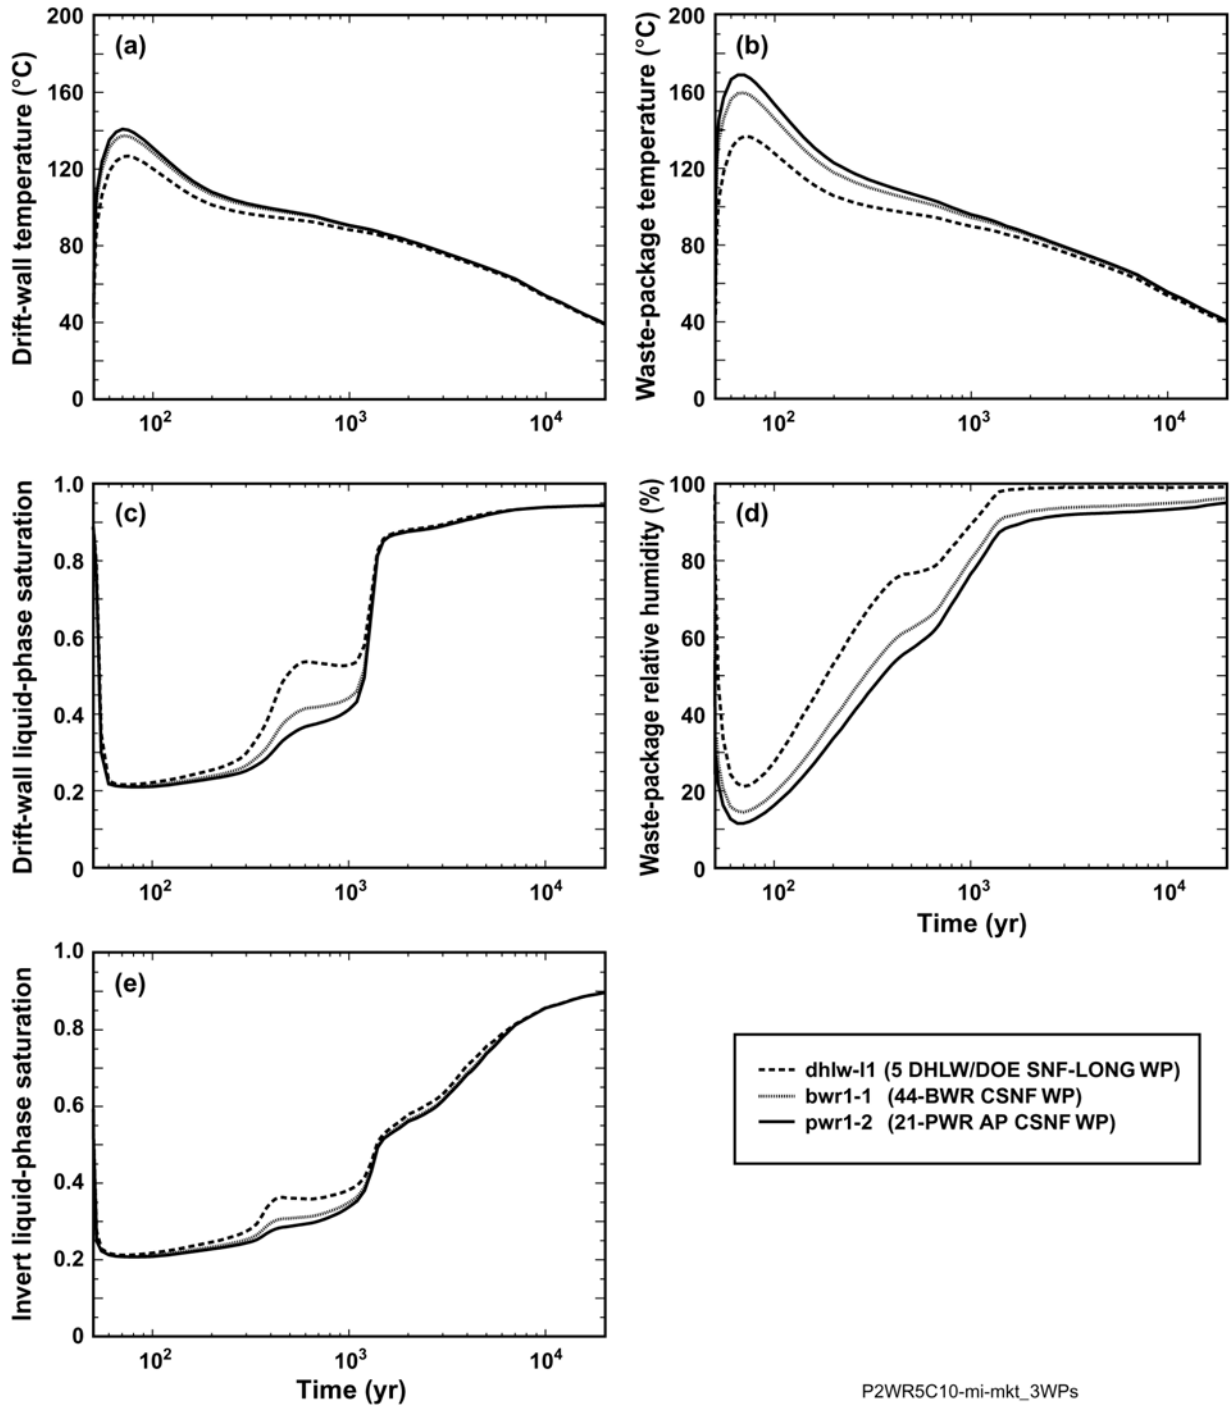 (a)
Drift-wall temperature (°C)
200
160
120
80
40
0
10²
10³
10⁴
(b)
Waste-package temperature (°C)
200
160
120
80
40
0
10²
10³
10⁴
(c)
Drift-wall liquid-phase saturation
1.0
0.8
0.6
0.4
0.2
0
10²
10³
10⁴
(d)
Waste-package relative humidity (%)
100
80
60
40
20
0
10²
10³
10⁴
Time (yr)
(e)
Invert liquid-phase saturation
1.0
0.8
0.6
0.4
0.2
0
10²
10³
10⁴
Time (yr)
dhlw-l1 (5 DHLW/DOE SNF-LONG WP)
bwr1-1 (44-BWR CSNF WP)
pwr1-2 (21-PWR AP CSNF WP)
P2WR5C10-mi-mkt_3WPs